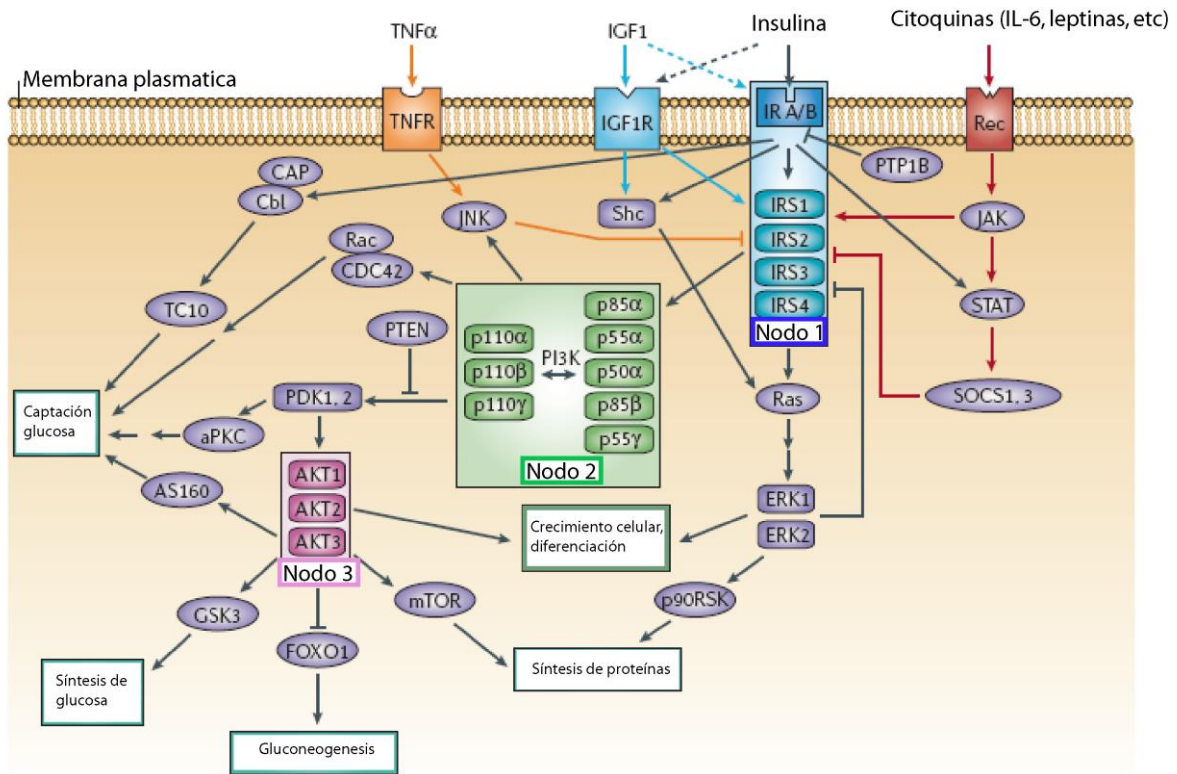 TNFα
IGF1
Insulina
Citoquinas (IL-6, leptinas, etc)
Membrana plasmatica
TNFR
IGF1R
IR A/B
Rec
PTP1B
CAP
Cbl
JNK
Shc
IRS1
JAK
Rac
CDC42
IRS2
IRS3
IRS4
TC10
PTEN
p85α
p55α
STAT
Nodo 1
p110α
p110β
PI3K
p50α
p110γ
p85β
p55γ
Nodo 2
PDK1, 2
Ras
SOCS1, 3
Captación
glucosa
aPKC
AS160
AKT1
AKT2
AKT3
Nodo 3
Crecimiento celular,
diferenciación
ERK1
ERK2
GSK3
mTOR
p90RSK
FOXO1
Síntesis de
glucosa
Síntesis de proteínas
Gluconeogenesis